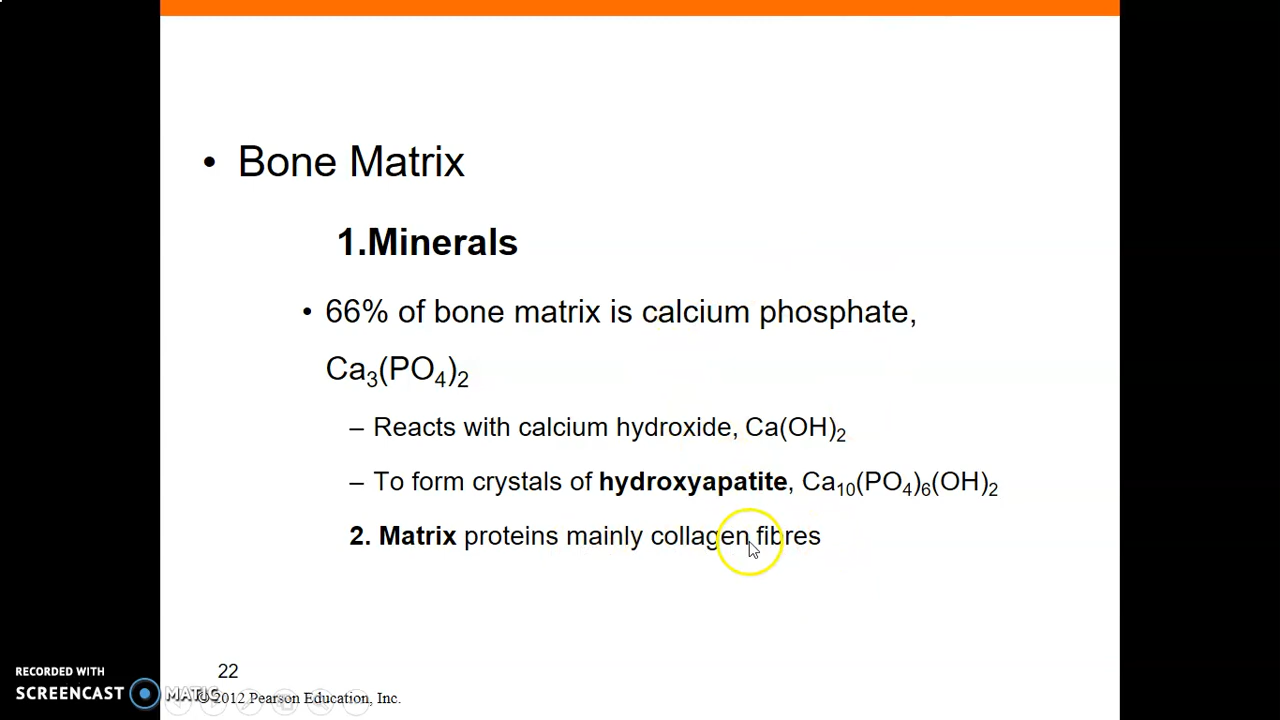 • Bone Matrix
1.Minerals
• 66% of bone matrix is calcium phosphate,
Ca₃(PO₄)₂
– Reacts with calcium hydroxide, Ca(OH)₂
– To form crystals of hydroxyapatite, Ca₁₀(PO₄)₆(OH)₂
2. Matrix proteins mainly collagen fibres
22
©2012 Pearson Education, Inc.
RECORDED WITH
SCREENCAST MATIC